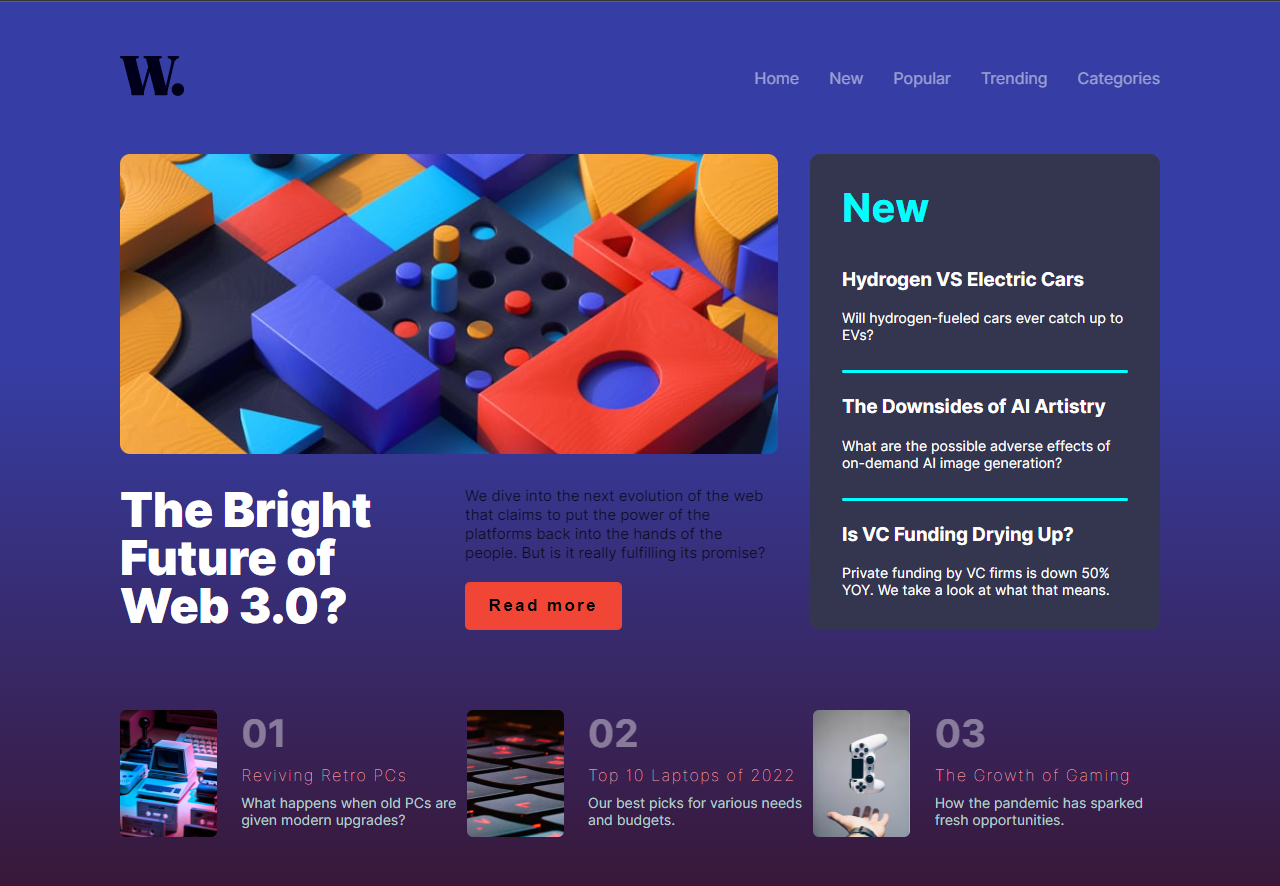 W.
Home New Popular Trending Categories
New
Hydrogen VS Electric Cars
Will hydrogen-fueled cars ever catch up to
EVs?
The Downsides of AI Artistry
What are the possible adverse effects of
on-demand AI image generation?
Is VC Funding Drying Up?
Private funding by VC firms is down 50%
YOY. We take a look at what that means.
The Bright
Future of
Web 3.0?
We dive into the next evolution of the web
that claims to put the power of the
platforms back into the hands of the
people. But is it really fulfilling its promise?
Read more
01
Reviving Retro PCs
What happens when old PCs are
given modern upgrades?
02
Top 10 Laptops of 2022
Our best picks for various needs
and budgets.
03
The Growth of Gaming
How the pandemic has sparked
fresh opportunities.